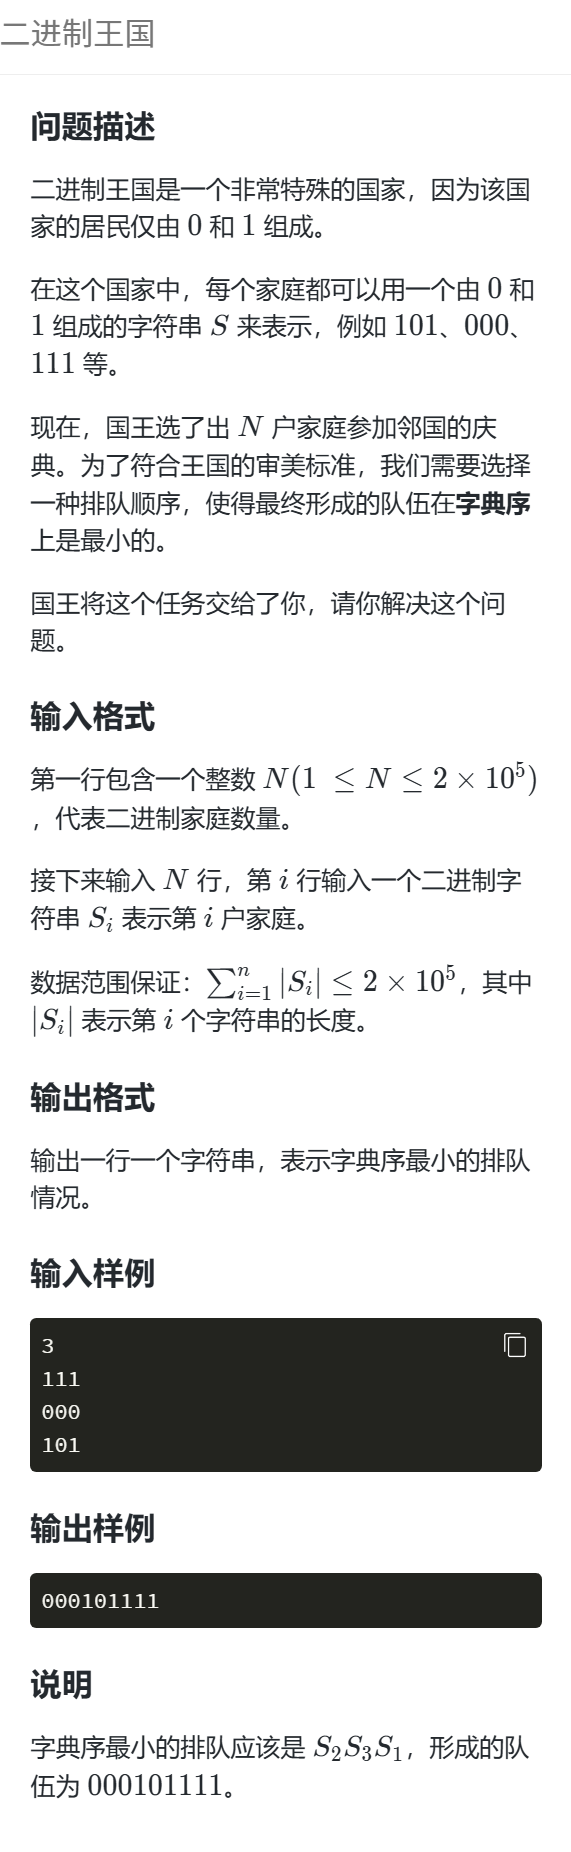 二进制王国
问题描述
二进制王国是一个非常特殊的国家，因为该国
家的居民仅由 0 和 1 组成。
在这个国家中，每个家庭都可以用一个由 0 和
1 组成的字符串 S 来表示，例如 101、000、
111 等。
现在，国王选了出 N 户家庭参加邻国的庆
典。为了符合王国的审美标准，我们需要选择
一种排队顺序，使得最终形成的队伍在字典序
上是最小的。
国王将这个任务交给了你，请你解决这个问
题。
输入格式
第一行包含一个整数 N(1 ≤ N ≤ 2 × 10^5)
，代表二进制家庭数量。
接下来输入 N 行，第 i 行输入一个二进制字
符串 S_i 表示第 i 户家庭。
数据范围保证：∑_{i=1}^{n} |S_i| ≤ 2 × 10^5，其中
|S_i| 表示第 i 个字符串的长度。
输出格式
输出一行一个字符串，表示字典序最小的排队
情况。
输入样例
3
111
000
101
输出样例
000101111
说明
字典序最小的排队应该是 S_2S_3S_1，形成的队
伍为 000101111。